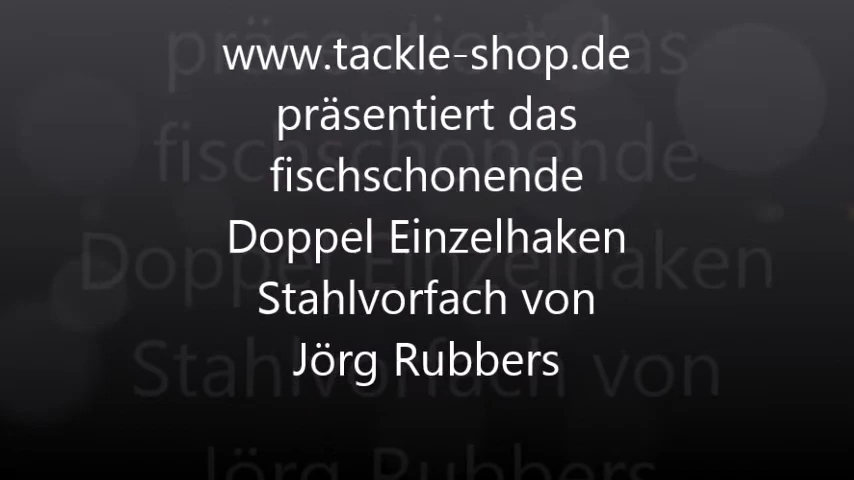 www.tackle-shop.de
präsentiert das
fischschonende
Doppel Einzelhaken
Stahlvorfach von
Jörg Rubbers